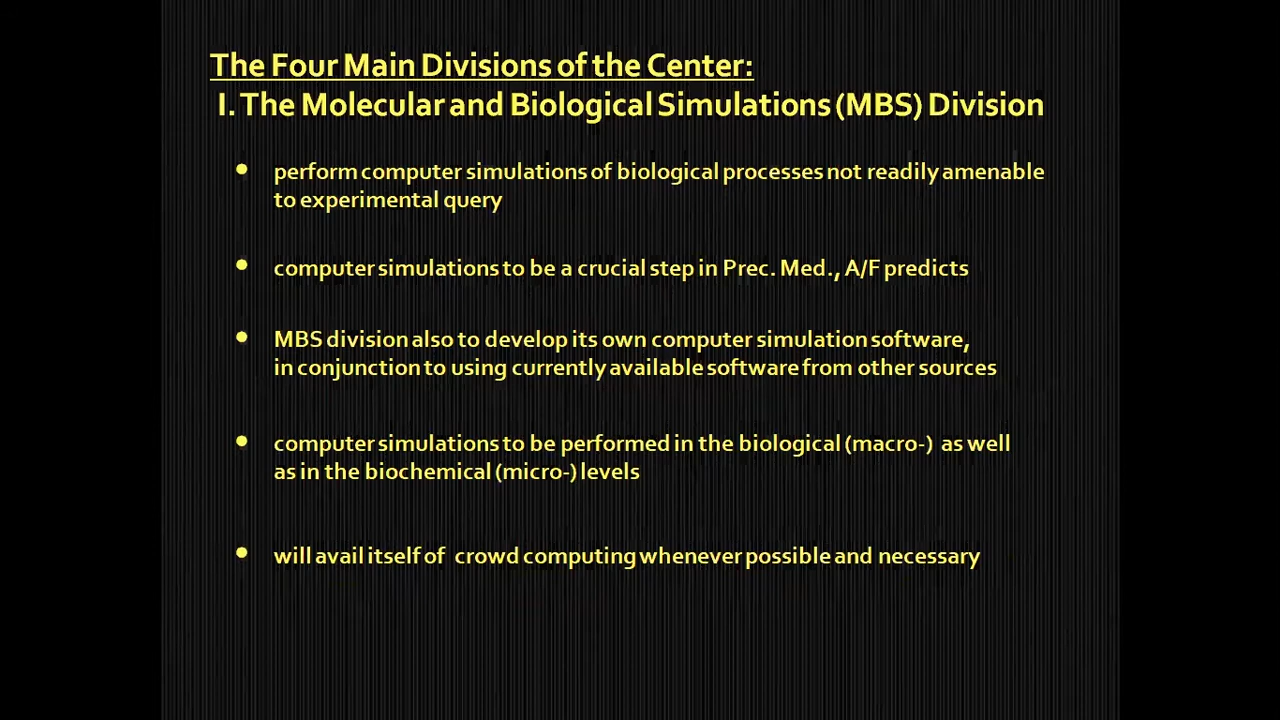 The Four Main Divisions of the Center:
I. The Molecular and Biological Simulations (MBS) Division
• perform computer simulations of biological processes not readily amenable
to experimental query
• computer simulations to be a crucial step in Prec. Med., A/F predicts
• MBS division also to develop its own computer simulation software,
in conjunction to using currently available software from other sources
• computer simulations to be performed in the biological (macro-) as well
as in the biochemical (micro-) levels
• will avail itself of crowd computing whenever possible and necessary